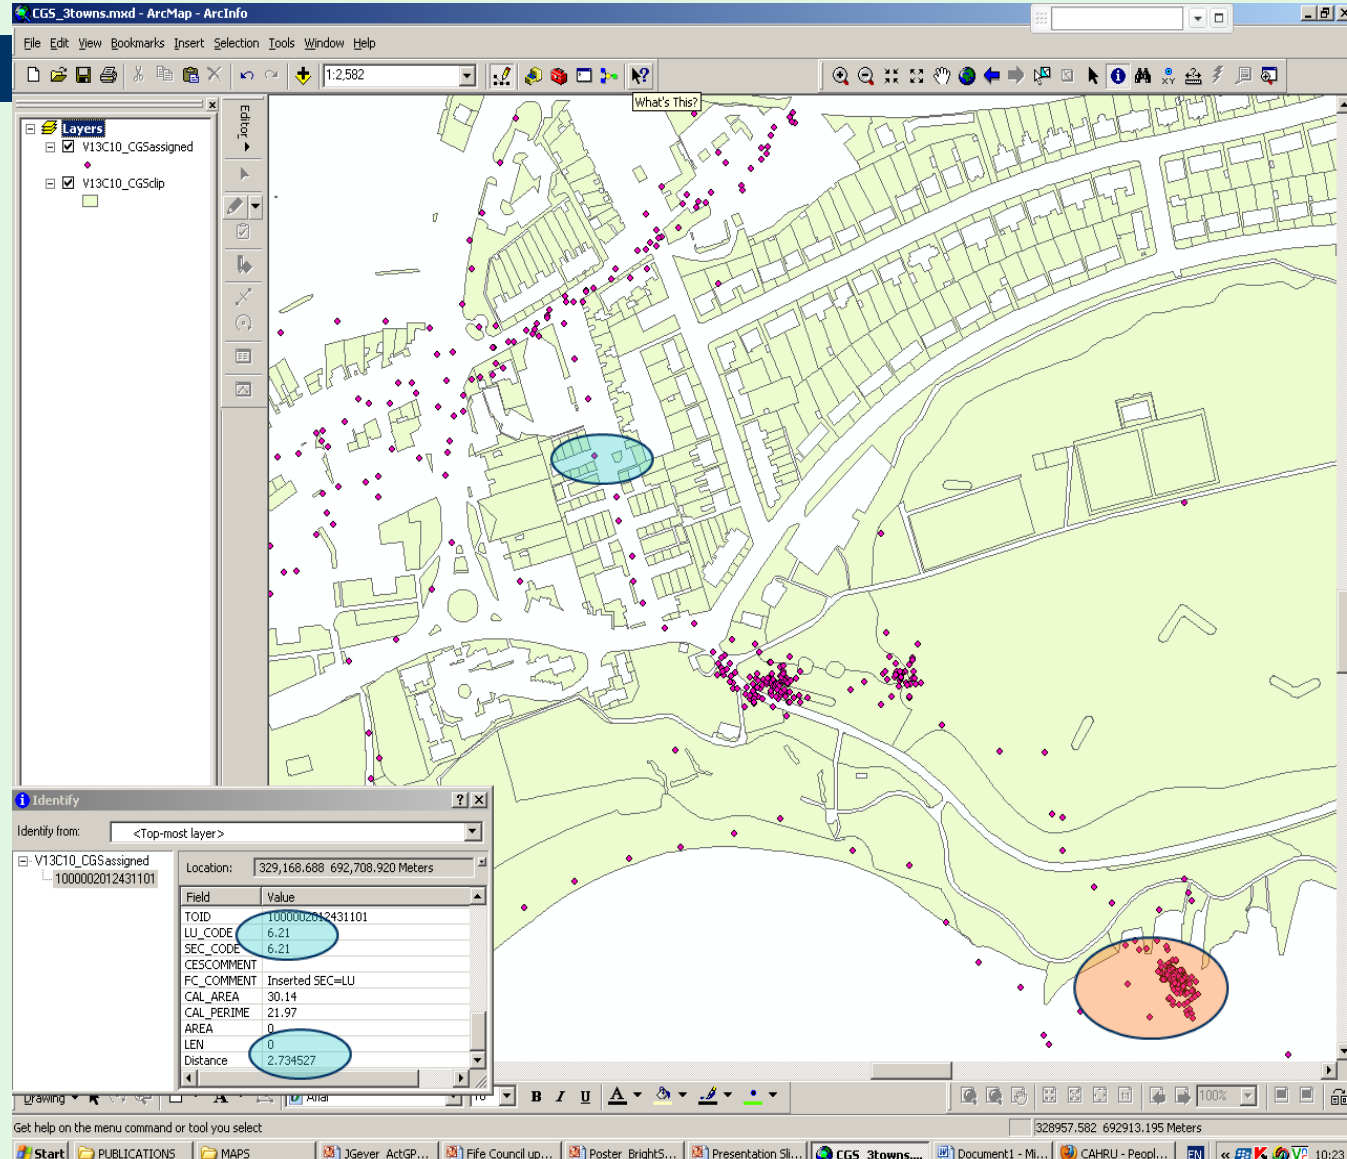 CGS_3towns.mxd - ArcMap - ArcInfo
File Edit View Bookmarks Insert Selection Tools Window Help
1:2,582
What's This?
Editor
Layers
V13C10_CGSassigned
V13C10_CGSclip
Identify
Identify from: <Top-most layer>
V13C10_CGSassigned
1000002012431101
Location: 329,168.688 692,708.920 Meters
Field Value
TOID 1000002012431101
LU_CODE 6.21
SEC_CODE 6.21
CESCOMMENT
FC_COMMENT Inserted SEC=LU
CAL_AREA 30.14
CAL_PERIME 21.97
AREA 0
LEN 0
Distance 2.734527
Drawing A Arial 10 B I U A 100%
Get help on the menu command or tool you select 328957.582 692913.195 Meters
Start PUBLICATIONS MAPS JGever_ActGP... Fife Council up... Poster_BrightS... Presentation Sli... CGS_3towns.... Document1 - Mi... CAHRU - Peopl... EN « 10:23